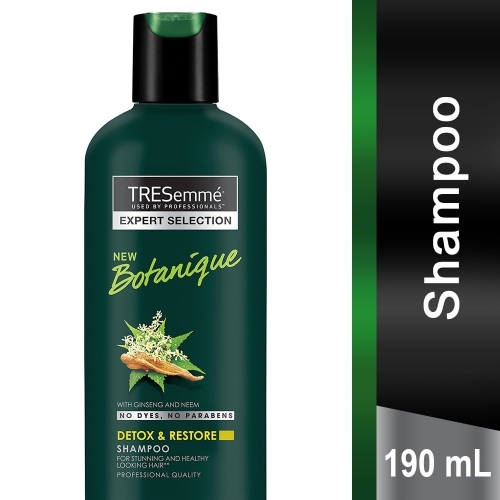 TRESemmé
USED BY PROFESSIONALS™
EXPERT SELECTION
NEW
Botanique
WITH GINSENG AND NEEM
NO DYES, NO PARABENS
DETOX & RESTORE
SHAMPOO
FOR STUNNING AND HEALTHY
LOOKING HAIR**
PROFESSIONAL QUALITY
Shampoo
190 mL